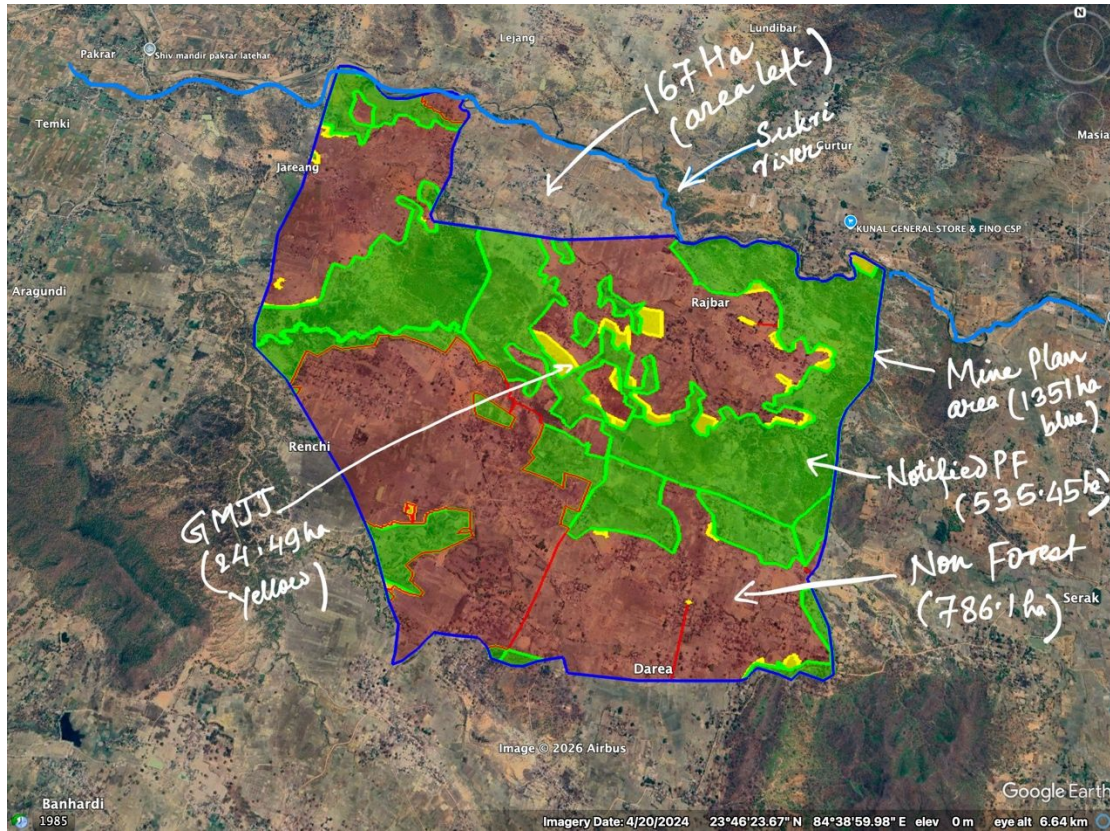 Lundibar
Lejang
Pakrar
Shiv mandir pakrar latehar
N
Temki
Masia
167 Ha
(area left)
Sukri
river
Gurtur
Jareang
KUNAL GENERAL STORE & FINO CSP
Aragundi
Rajbar
Mine Plan
area (1351 ha
blue)
Renchi
Notified PF
(535.45 ha)
GMJJ
(24.49 ha
Yellow)
Non Forest
(786.1 ha)
Serak
Darea
Image © 2026 Airbus
Google Earth
Banhardi
1985
Imagery Date: 4/20/2024 23°46'23.67" N 84°38'59.98" E elev 0 m eye alt 6.64 km